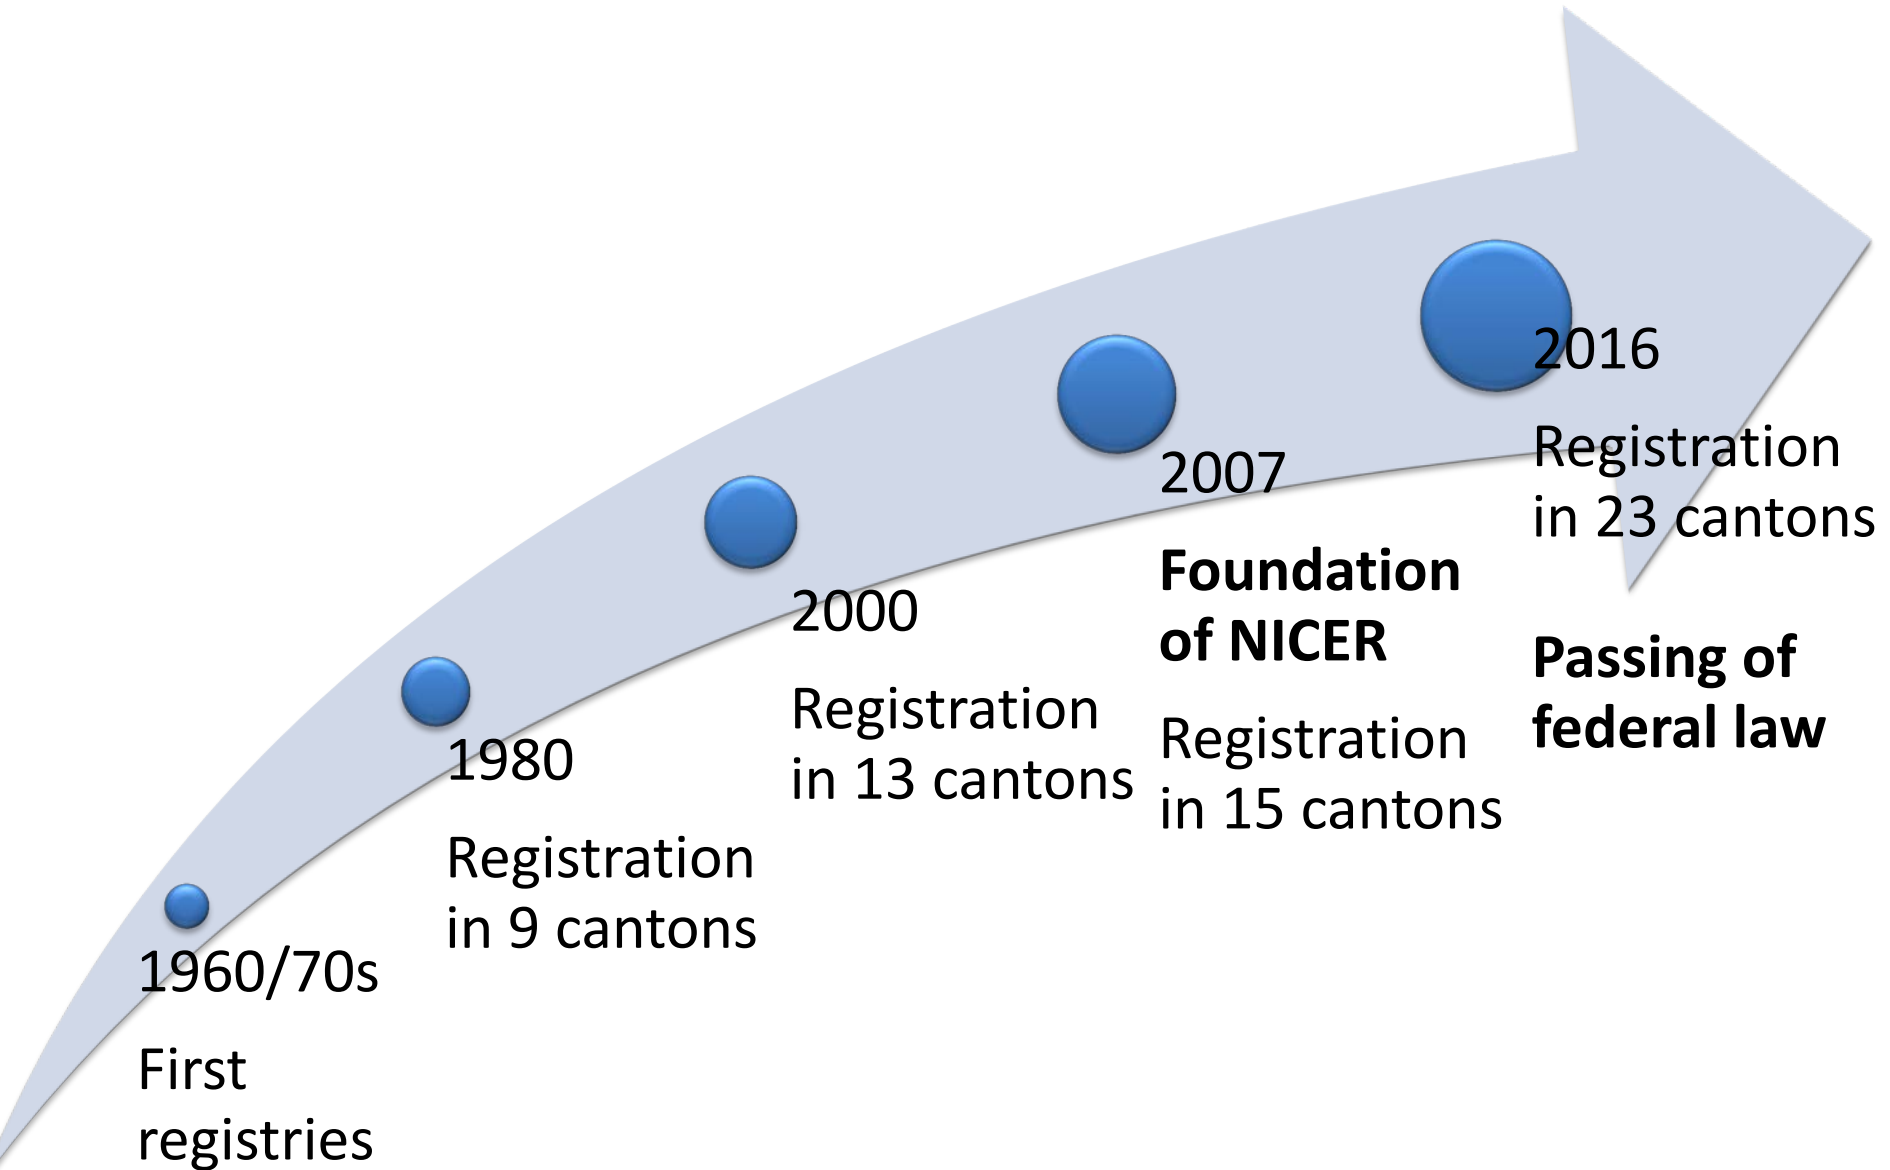 1960/70s
First
registries
1980
Registration
in 9 cantons
2000
Registration
in 13 cantons
2007
Foundation
of NICER
Registration
in 15 cantons
2016
Registration
in 23 cantons
Passing of
federal law